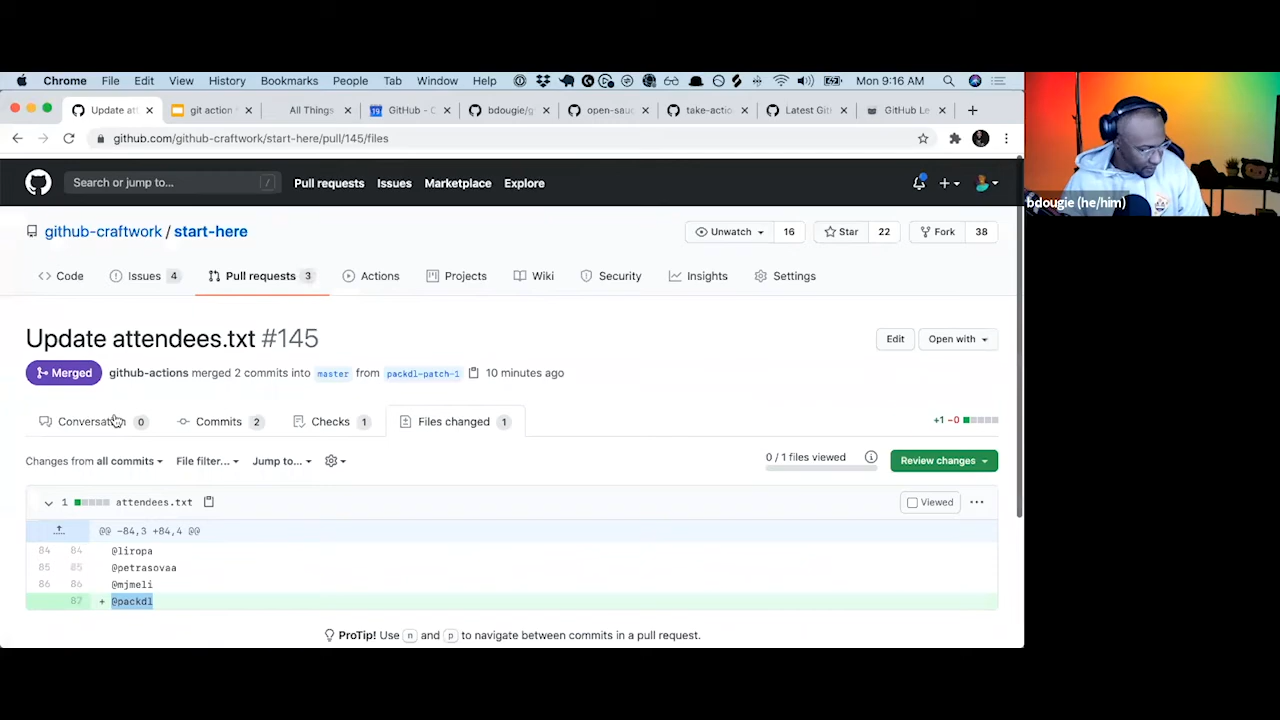 Chrome File Edit View History Bookmarks People Tab Window Help Mon 9:16 AM
Update at git action All Things GitHub - C bdougie/g open-sau take-actio Latest Git GitHub Le
19
github.com/github-craftwork/start-here/pull/145/files
Search or jump to... / Pull requests Issues Marketplace Explore
bdougie (he/him)
github-craftwork / start-here Unwatch 16 Star 22 Fork 38
Code Issues 4 Pull requests 3 Actions Projects Wiki Security Insights Settings
Update attendees.txt #145 Edit Open with
Merged github-actions merged 2 commits into master from packdl-patch-1 10 minutes ago
Conversation 0 Commits 2 Checks 1 Files changed 1 +1 −0
Changes from all commits File filter... Jump to... 0 / 1 files viewed Review changes
1 attendees.txt Viewed
@@ -84,3 +84,4 @@
84 84 @liropa
85 85 @petrasovaa
86 86 @mjmeli
87 + @packdl
ProTip! Use n and p to navigate between commits in a pull request.